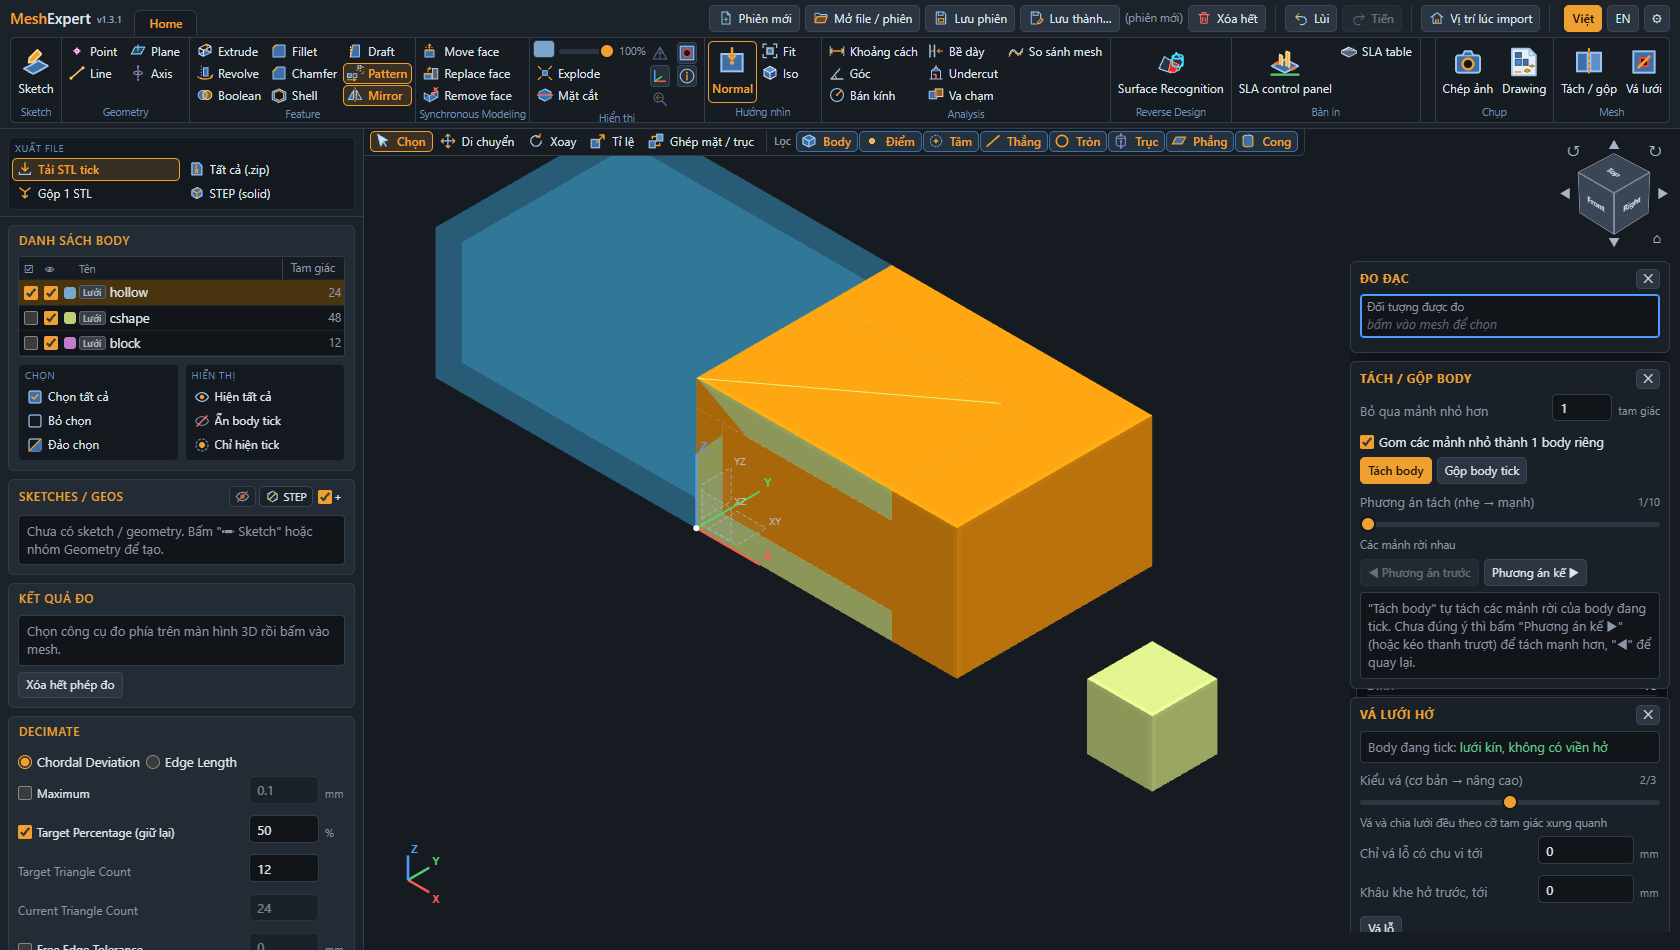 MeshExpert v1.3.1
Home
Phiên mới
Mở file / phiên
Lưu phiên
Lưu thành...
(phiên mới)
Xóa hết
Lùi
Tiến
Vị trí lúc import
Việt
EN
Sketch
Sketch
Point
Plane
Line
Axis
Geometry
Extrude
Fillet
Draft
Revolve
Chamfer
Pattern
Boolean
Shell
Mirror
Feature
Move face
Replace face
Remove face
Synchronous Modeling
100%
Explode
Mặt cắt
Hiển thị
Normal
Fit
Iso
Hướng nhìn
Khoảng cách
Bề dày
So sánh mesh
Góc
Undercut
Bán kính
Va chạm
Analysis
Surface Recognition
Reverse Design
SLA control panel
SLA table
Bàn in
Chép ảnh
Drawing
Chụp
Tách / gộp
Vá lưới
Mesh
Chọn
Di chuyển
Xoay
Tỉ lệ
Ghép mặt / trục
Lọc
Body
Điểm
Tâm
Thẳng
Tròn
Trục
Phẳng
Cong
XUẤT FILE
Tải STL tick
Tất cả (.zip)
Gộp 1 STL
STEP (solid)
DANH SÁCH BODY
Tên
Tam giác
Lưới hollow 24
Lưới cshape 48
Lưới block 12
CHỌN
Chọn tất cả
Bỏ chọn
Đảo chọn
HIỂN THỊ
Hiện tất cả
Ẩn body tick
Chỉ hiện tick
SKETCHES / GEOS
STEP
+
Chưa có sketch / geometry. Bấm "✏ Sketch" hoặc
nhóm Geometry để tạo.
KẾT QUẢ ĐO
Chọn công cụ đo phía trên màn hình 3D rồi bấm vào
mesh.
Xóa hết phép đo
DECIMATE
Chordal Deviation
Edge Length
Maximum 0.1 mm
Target Percentage (giữ lại) 50 %
Target Triangle Count 12
Current Triangle Count 24
Free Edge Tolerance 0 mm
Z
YZ
Y
XZ
XY
X
Z
Y
X
Top
Front
Right
ĐO ĐẠC
Đối tượng được đo
bấm vào mesh để chọn
TÁCH / GỘP BODY
Bỏ qua mảnh nhỏ hơn 1 tam giác
Gom các mảnh nhỏ thành 1 body riêng
Tách body
Gộp body tick
Phương án tách (nhẹ → mạnh) 1/10
Các mảnh rời nhau
◀ Phương án trước
Phương án kế ▶
"Tách body" tự tách các mảnh rời của body đang
tick. Chưa đúng ý thì bấm "Phương án kế ▶"
(hoặc kéo thanh trượt) để tách mạnh hơn, "◀" để
quay lại.
VÁ LƯỚI HỞ
Body đang tick: lưới kín, không có viền hở
Kiểu vá (cơ bản → nâng cao) 2/3
Vá và chia lưới đều theo cỡ tam giác xung quanh
Chỉ vá lỗ có chu vi tới 0 mm
Khâu khe hở trước, tới 0 mm
Vá lỗ